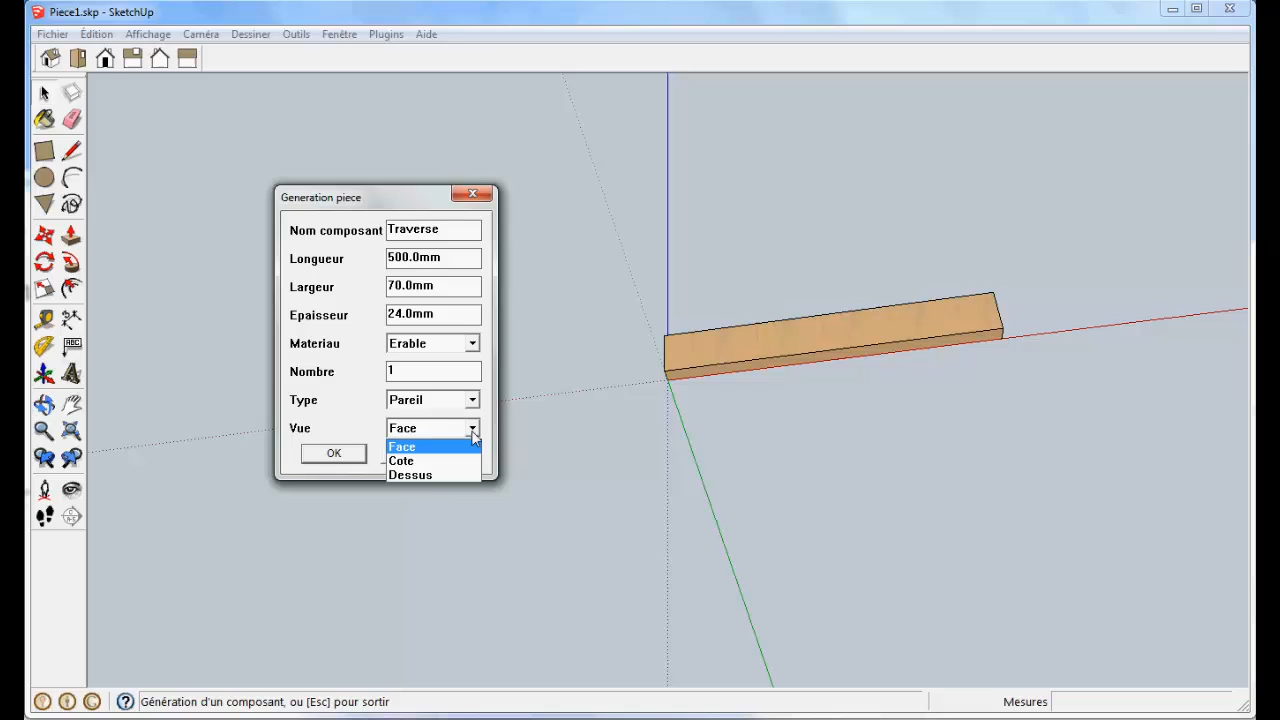 Piece1.skp - SketchUp
Fichier Édition Affichage Caméra Dessiner Outils Fenêtre Plugins Aide
Generation piece
Nom composant Traverse
Longueur 500.0mm
Largeur 70.0mm
Epaisseur 24.0mm
Materiau Erable
Nombre 1
Type Pareil
Vue Face
Face
Cote
Dessus
OK
ABC
Génération d'un composant, ou [Esc] pour sortir
Mesures